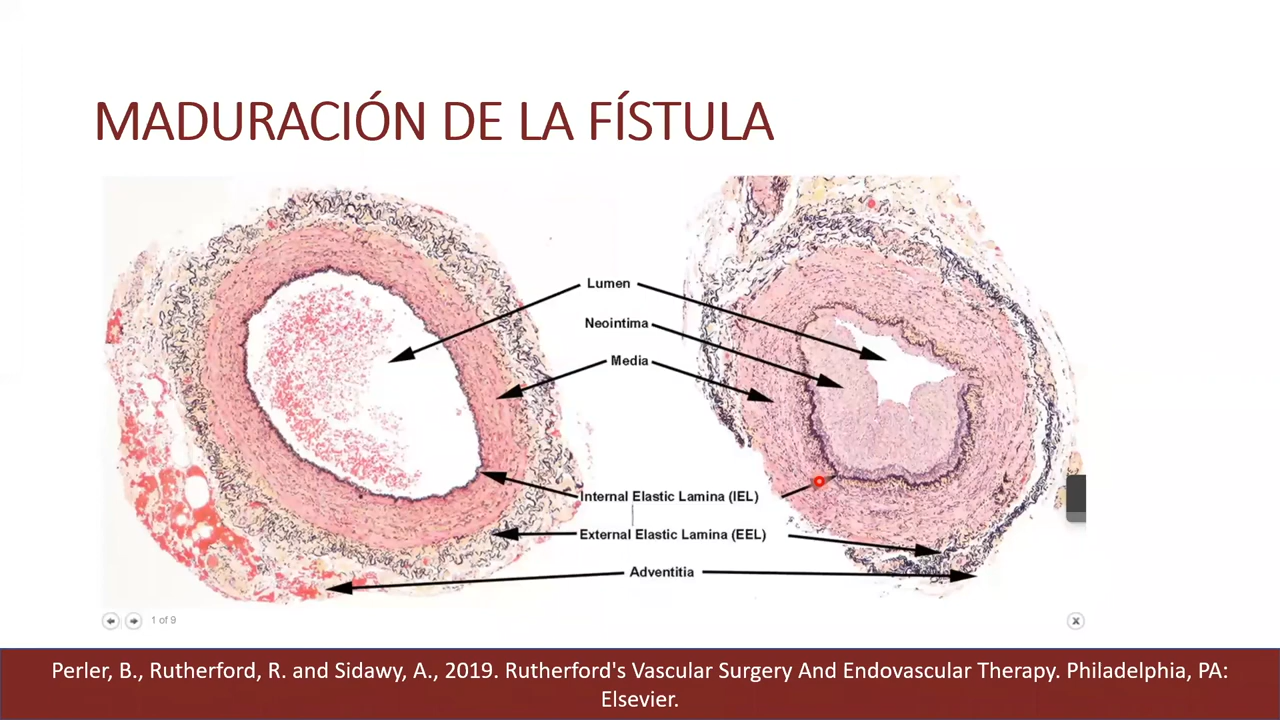 MADURACIÓN DE LA FÍSTULA
Lumen
Neointima
Media
Internal Elastic Lamina (IEL)
External Elastic Lamina (EEL)
Adventitia
1 of 9
Perler, B., Rutherford, R. and Sidawy, A., 2019. Rutherford's Vascular Surgery And Endovascular Therapy. Philadelphia, PA:
Elsevier.